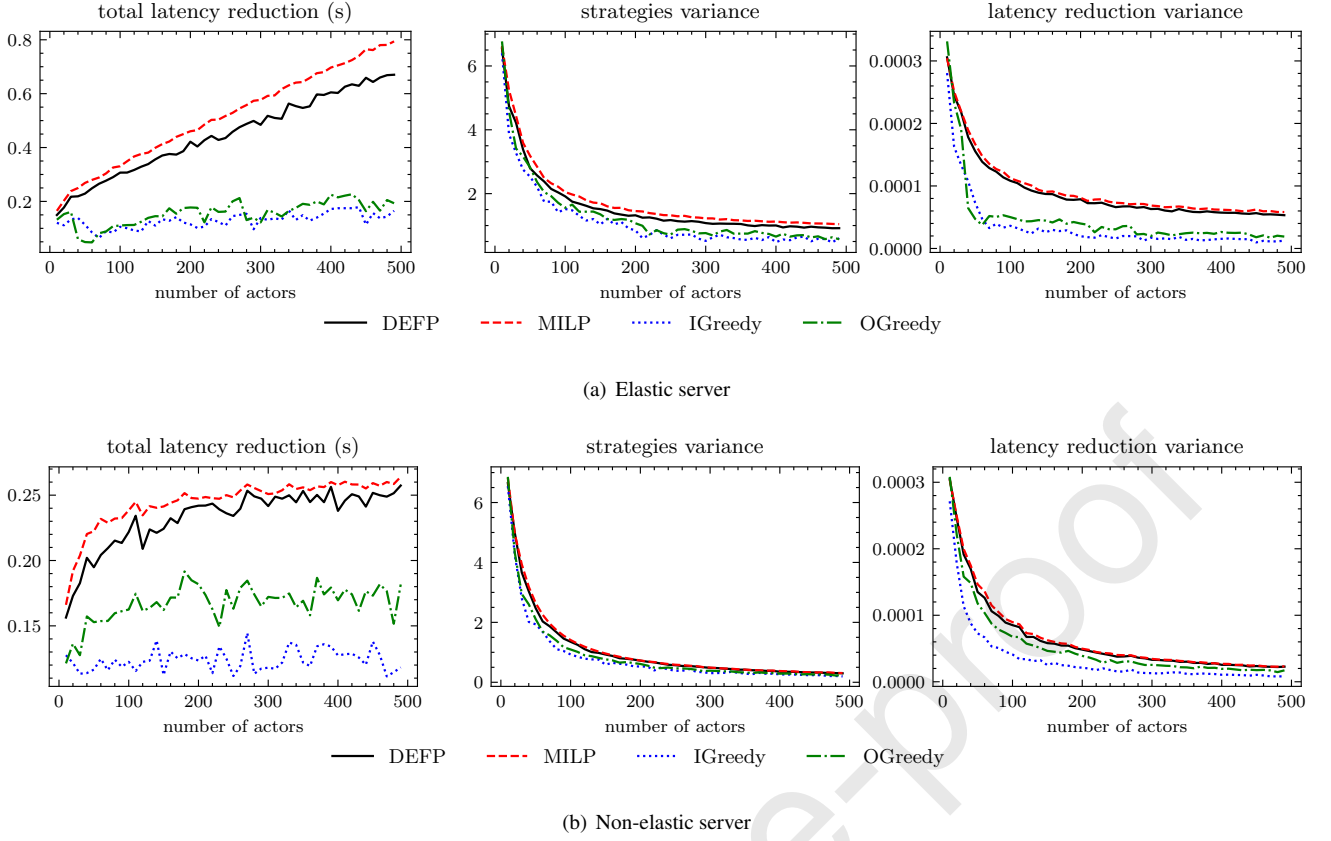 total latency reduction (s) strategies variance latency reduction variance
0.8 0.6 0.4 0.2
6 4 2
0.0003 0.0002 0.0001 0.0000
0 100 200 300 400 500 0 100 200 300 400 500 0 100 200 300 400 500
number of actors number of actors number of actors
DEFP MILP IGreedy OGreedy
(a) Elastic server
total latency reduction (s) strategies variance latency reduction variance
0.25 0.20 0.15
6 4 2 0
0.0003 0.0002 0.0001 0.0000
0 100 200 300 400 500 0 100 200 300 400 500 0 100 200 300 400 500
number of actors number of actors number of actors
DEFP MILP IGreedy OGreedy
(b) Non-elastic server
e-proof